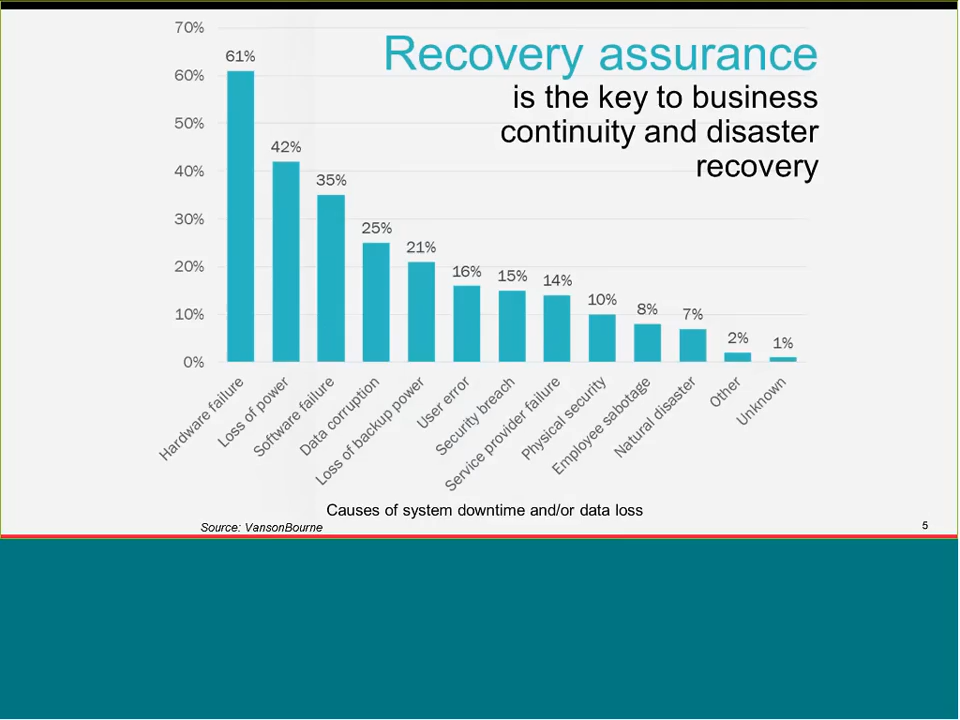 Recovery assurance
is the key to business
continuity and disaster
recovery
70%
60%
50%
40%
30%
20%
10%
0%
61%
42%
35%
25%
21%
16%
15%
14%
10%
8%
7%
2%
1%
Hardware failure
Loss of power
Software failure
Data corruption
Loss of backup power
User error
Security breach
Service provider failure
Physical security
Employee sabotage
Natural disaster
Other
Unknown
Causes of system downtime and/or data loss
Source: VansonBourne
5